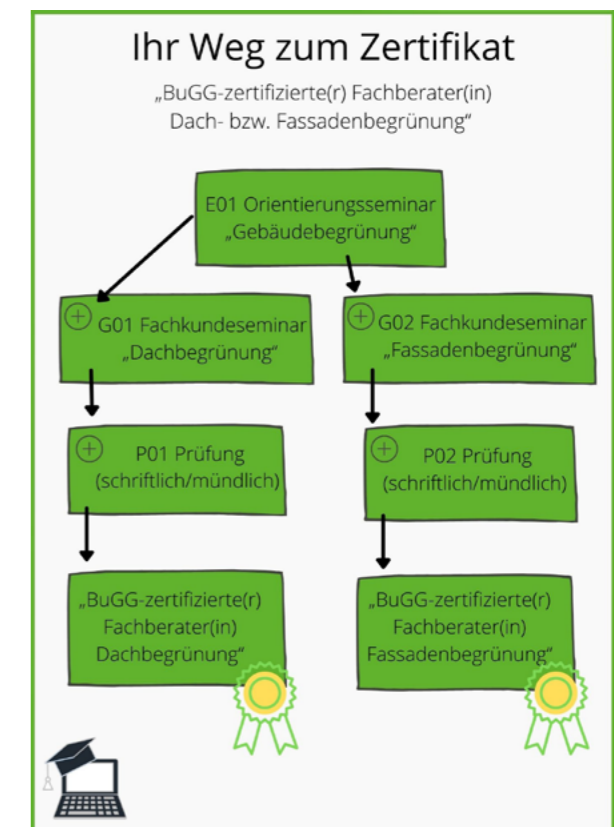 Ihr Weg zum Zertifikat
„BuGG-zertifizierte(r) Fachberater(in)
Dach- bzw. Fassadenbegrünung“
E01 Orientierungsseminar
„Gebäudebegrünung“
G01 Fachkundeseminar
„Dachbegrünung“
G02 Fachkundeseminar
„Fassadenbegrünung“
P01 Prüfung
(schriftlich/mündlich)
P02 Prüfung
(schriftlich/mündlich)
„BuGG-zertifizierte(r)
Fachberater(in)
Dachbegrünung“
„BuGG-zertifizierte(r)
Fachberater(in)
Fassadenbegrünung“